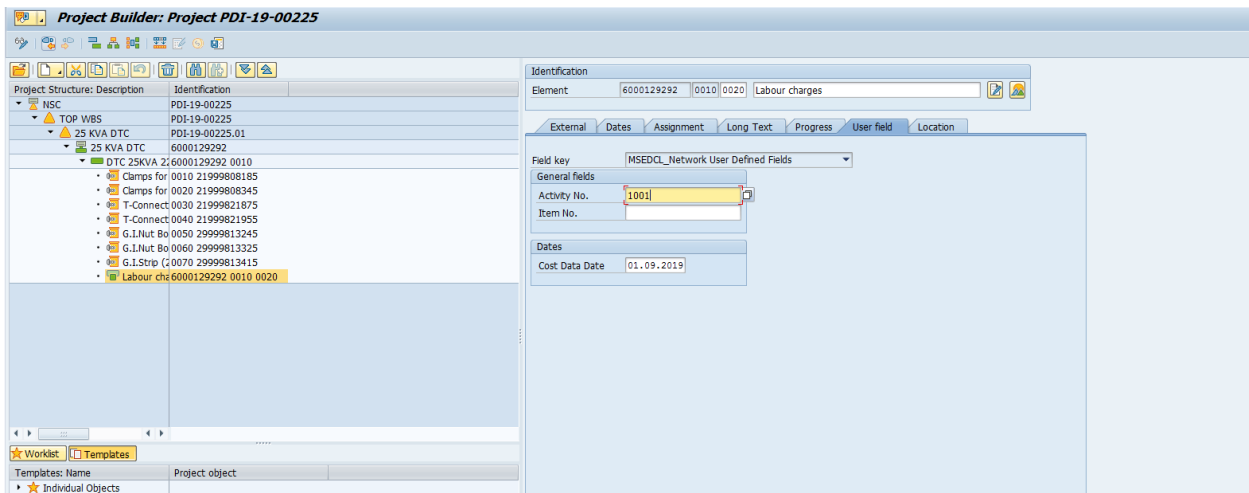 Project Builder: Project PDI-19-00225
Project Structure: Description Identification
NSC PDI-19-00225
TOP WBS PDI-19-00225
25 KVA DTC PDI-19-00225.01
25 KVA DTC 6000129292
DTC 25KVA 22 6000129292 0010
Clamps for 0010 21999808185
Clamps for 0020 21999808345
T-Connect 0030 21999821875
T-Connect 0040 21999821955
G.I.Nut Bo 0050 29999813245
G.I.Nut Bo 0060 29999813325
G.I.Strip (2 0070 29999813415
Labour cha 6000129292 0010 0020
Worklist Templates
Templates: Name Project object
Individual Objects
Identification
Element 6000129292 0010 0020 Labour charges
External Dates Assignment Long Text Progress User field Location
Field key MSEDCL_Network User Defined Fields
General fields
Activity No. 1001
Item No.
Dates
Cost Data Date 01.09.2019